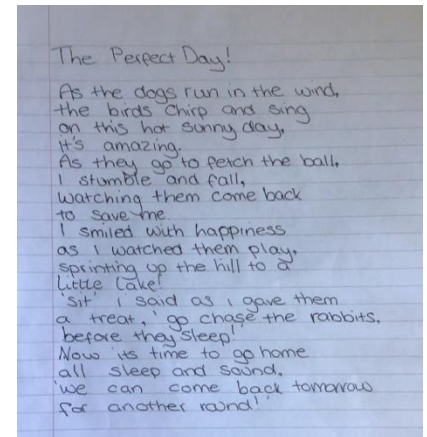 The Perfect Day!
As the dogs run in the wind,
the birds chirp and sing
on this hot sunny day,
it's amazing.
As they go to fetch the ball,
I stumble and fall,
watching them come back
to save me.
I smiled with happiness
as I watched them play,
sprinting up the hill to a
little lake!
'Sit' I said as I gave them
a treat, 'go chase the rabbits,
before they sleep!'
Now its time to go home
all sleep and sound,
'we can come back tomorrow
for another round!'